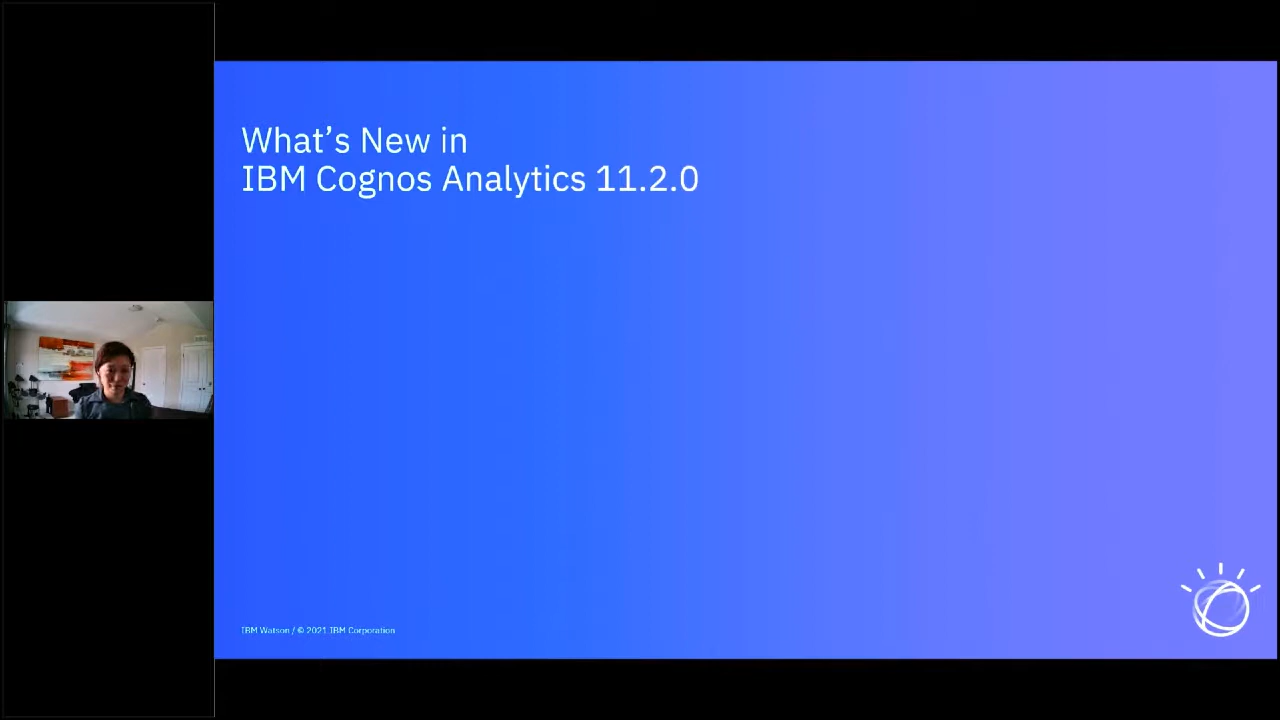 What's New in
IBM Cognos Analytics 11.2.0
IBM Watson / © 2021 IBM Corporation